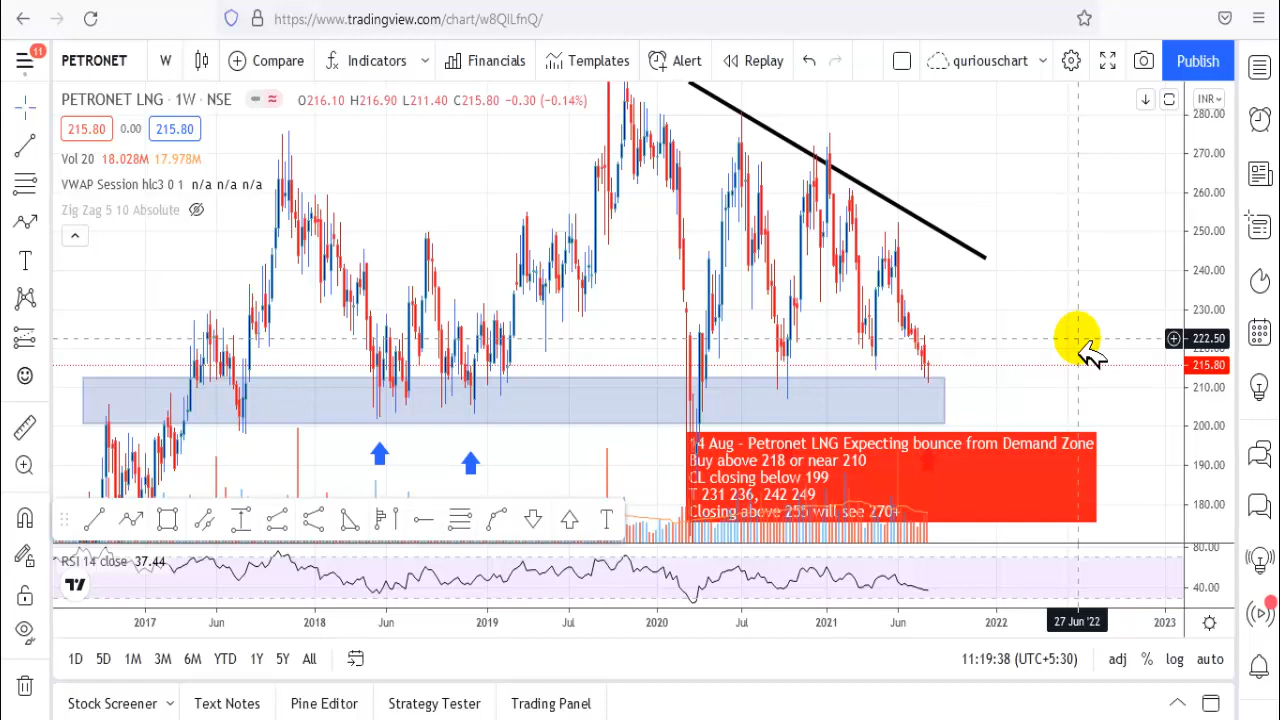 https://www.tradingview.com/chart/w8QlLfnQ/
11
PETRONET W Compare Indicators Financials Templates Alert Replay quriouschart Publish
PETRONET LNG · 1W · NSE O216.10 H216.90 L211.40 C215.80 -0.30 (-0.14%)
INR
215.80 0.00 215.80
Vol 20 18.028M 17.978M
VWAP Session hlc3 0 1 n/a n/a n/a
Zig Zag 5 10 Absolute
280.00
270.00
260.00
250.00
240.00
230.00
222.50
215.80
210.00
200.00
190.00
180.00
14 Aug - Petronet LNG Expecting bounce from Demand Zone
Buy above 218 or near 210
CL closing below 199
T 231 236, 242 249
Closing above 255 will see 270+
RSI 14 close 37.44
80.00
40.00
2017 Jun 2018 Jun 2019 Jul 2020 Jul 2021 Jun 2022 27 Jun '22 2023
1D 5D 1M 3M 6M YTD 1Y 5Y All 11:19:38 (UTC+5:30) adj % log auto
Stock Screener Text Notes Pine Editor Strategy Tester Trading Panel